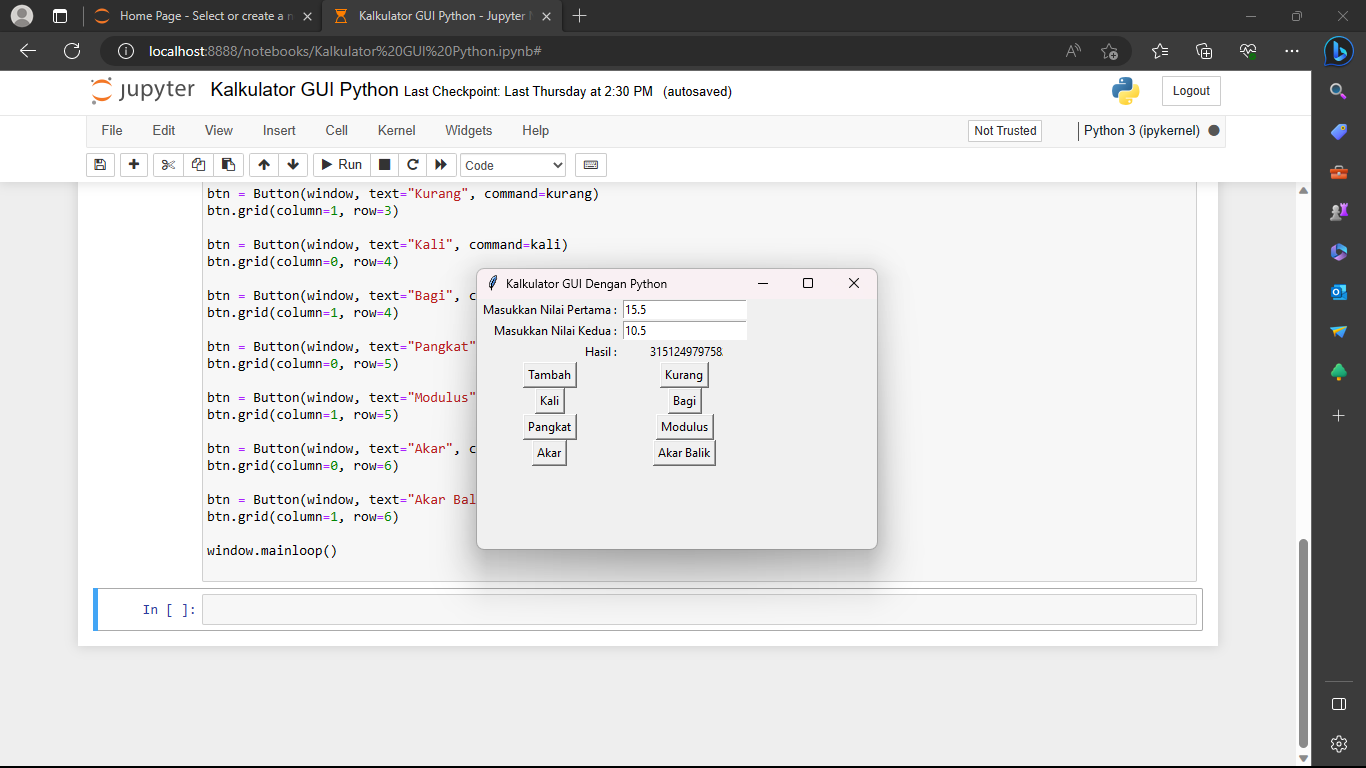 Home Page - Select or create a n
Kalkulator GUI Python - Jupyter N
localhost:8888/notebooks/Kalkulator%20GUI%20Python.ipynb#
jupyter Kalkulator GUI Python Last Checkpoint: Last Thursday at 2:30 PM (autosaved)
Logout
File Edit View Insert Cell Kernel Widgets Help
Not Trusted
Python 3 (ipykernel)
Run
Code
btn = Button(window, text="Kurang", command=kurang)
btn.grid(column=1, row=3)
btn = Button(window, text="Kali", command=kali)
btn.grid(column=0, row=4)
btn = Button(window, text="Bagi", c
btn.grid(column=1, row=4)
btn = Button(window, text="Pangkat"
btn.grid(column=0, row=5)
btn = Button(window, text="Modulus"
btn.grid(column=1, row=5)
btn = Button(window, text="Akar", c
btn.grid(column=0, row=6)
btn = Button(window, text="Akar Bal
btn.grid(column=1, row=6)
window.mainloop()
In [ ]:
Kalkulator GUI Dengan Python
Masukkan Nilai Pertama : 15.5
Masukkan Nilai Kedua : 10.5
Hasil : 315124979758
Tambah Kurang
Kali Bagi
Pangkat Modulus
Akar Akar Balik